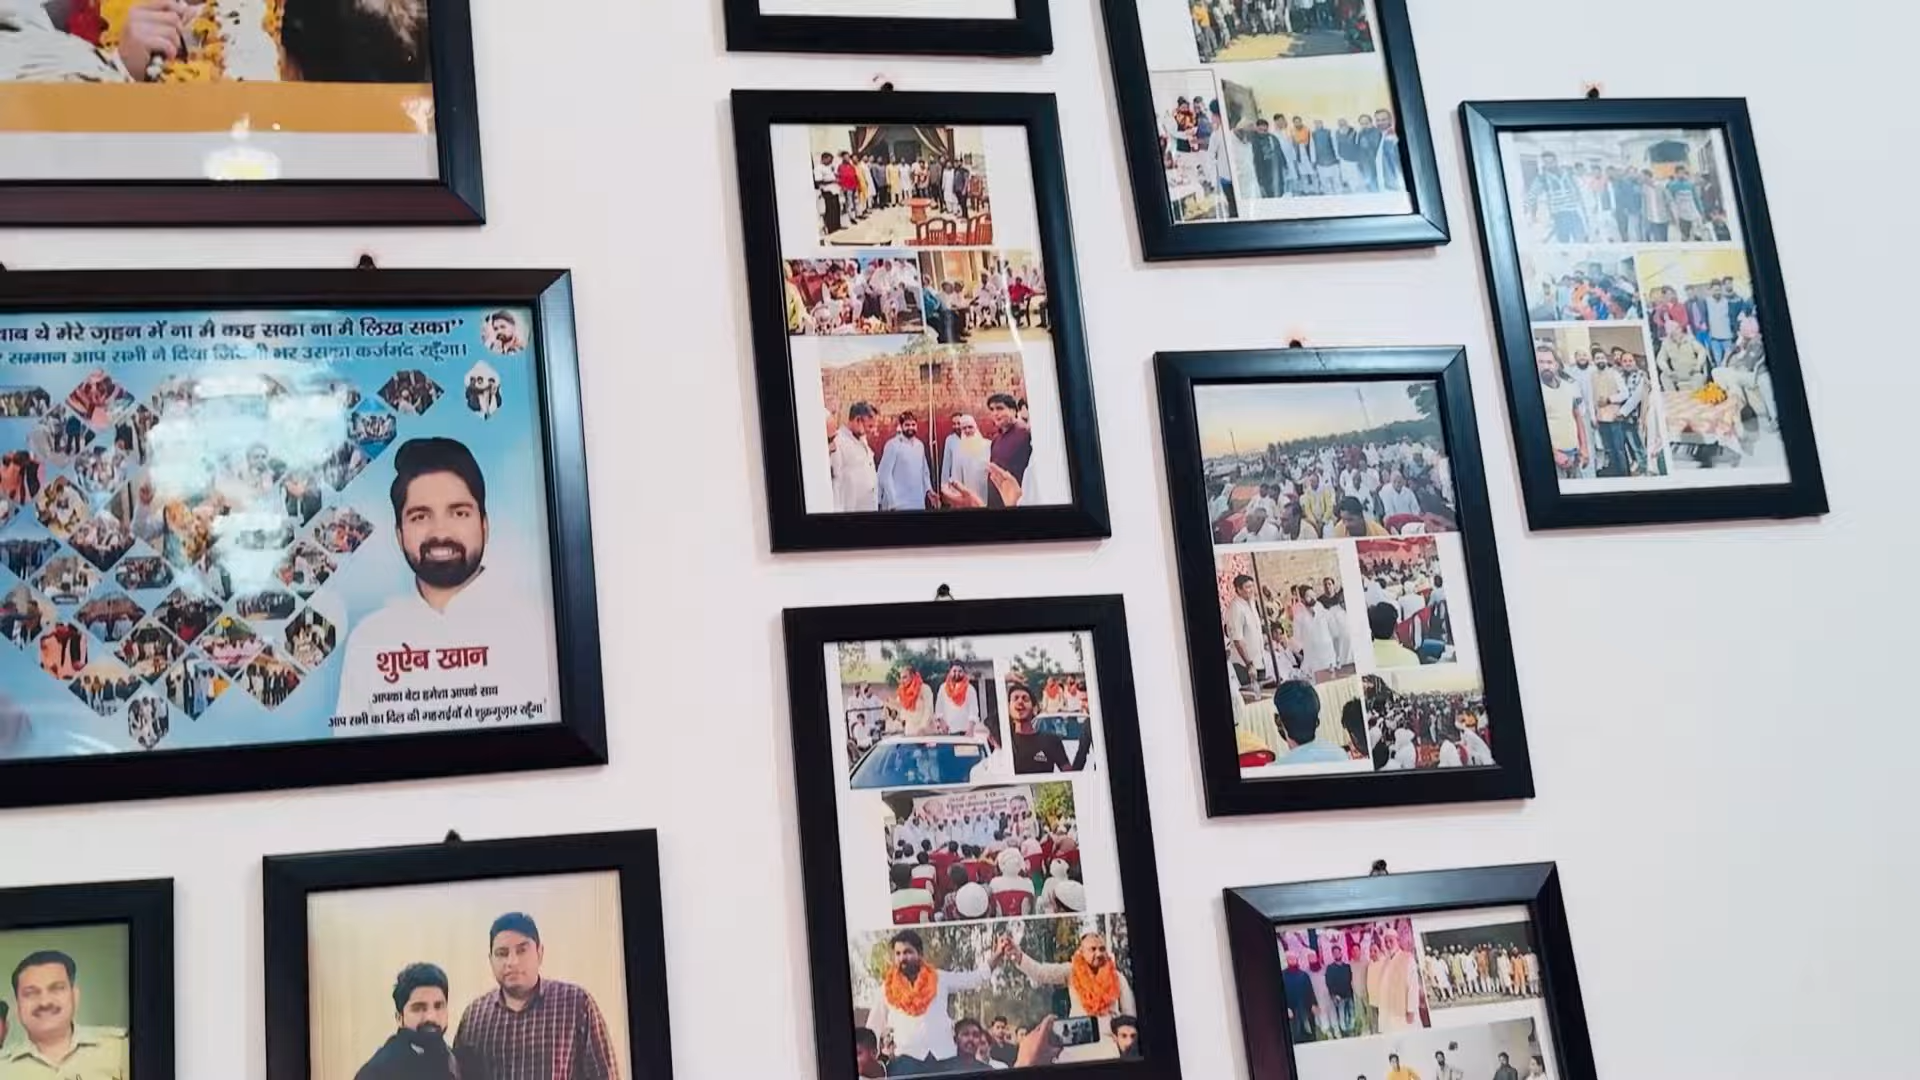 थे मेरे ज़हन में ना मै कह सका ना मै लिख सका”
सम्मान आप सभी ने दिया भर उसका कर्जमंद रहूँगा।
शुऐब खान
आपका बेटा हमेशा आपके साथ
आप सभी का दिल की गहराईयों से शुक्रगुज़ार रहूँगा